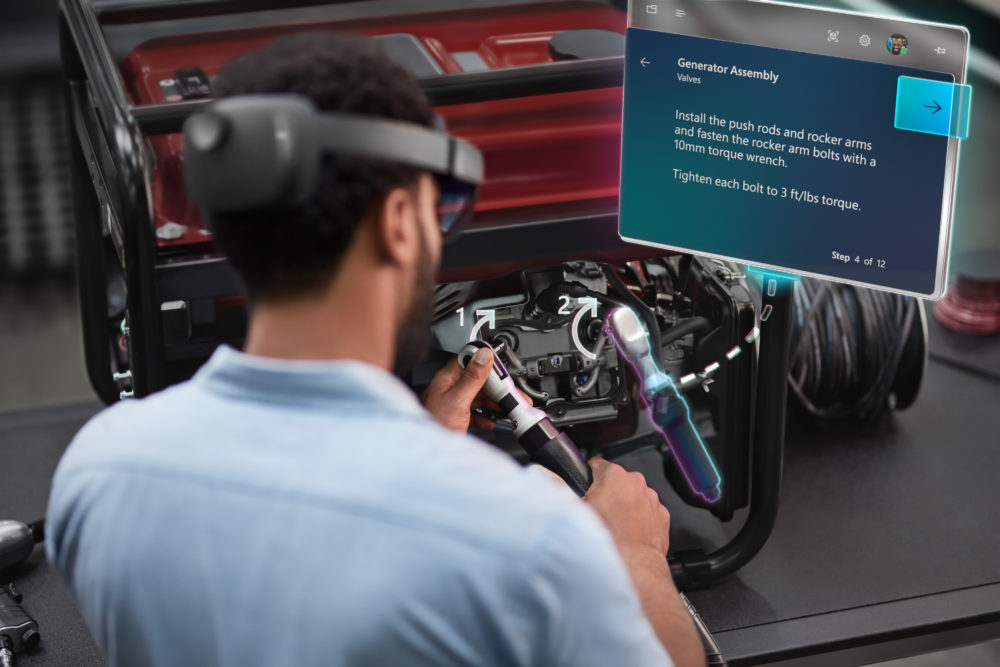 Generator Assembly
Valves
Install the push rods and rocker arms
and fasten the rocker arm bolts with a
10mm torque wrench.
Tighten each bolt to 3 ft/lbs torque.
Step 4 of 12
1
2